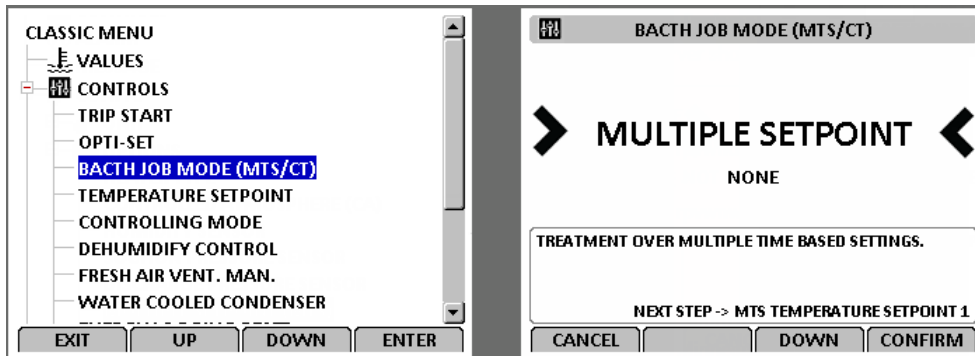 CLASSIC MENU
VALUES
CONTROLS
TRIP START
OPTI-SET
BACTH JOB MODE (MTS/CT)
TEMPERATURE SETPOINT
CONTROLLING MODE
DEHUMIDIFY CONTROL
FRESH AIR VENT. MAN.
WATER COOLED CONDENSER
EXIT UP DOWN ENTER
BACTH JOB MODE (MTS/CT)
MULTIPLE SETPOINT
NONE
TREATMENT OVER MULTIPLE TIME BASED SETTINGS.
NEXT STEP -> MTS TEMPERATURE SETPOINT 1
CANCEL DOWN CONFIRM